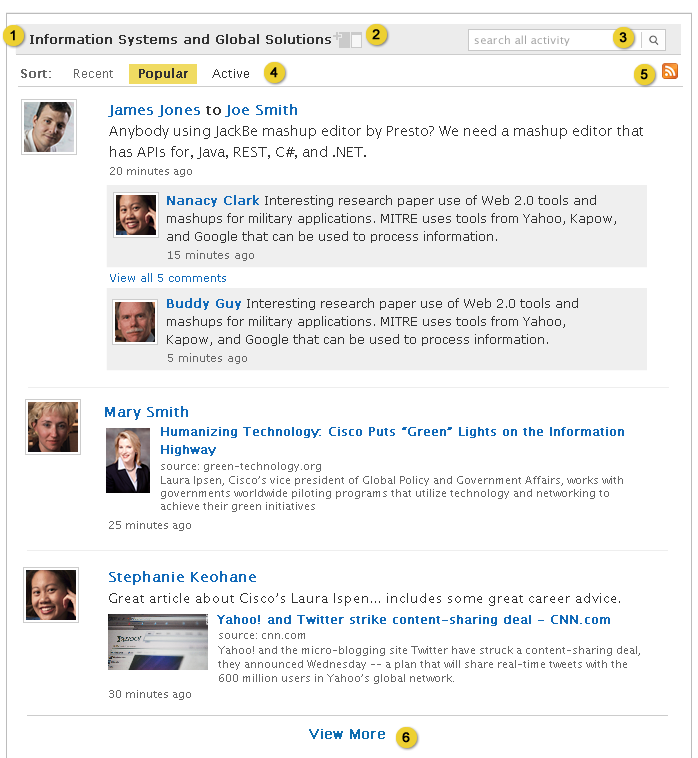 1 Information Systems and Global Solutions 2 search all activity 3
Sort: Recent Popular Active 4 5
James Jones to Joe Smith
Anybody using JackBe mashup editor by Presto? We need a mashup editor that
has APIs for, Java, REST, C#, and .NET.
20 minutes ago
Nanacy Clark Interesting research paper use of Web 2.0 tools and
mashups for military applications. MITRE uses tools from Yahoo, Kapow,
and Google that can be used to process information.
15 minutes ago
View all 5 comments
Buddy Guy Interesting research paper use of Web 2.0 tools and
mashups for military applications. MITRE uses tools from Yahoo,
Kapow, and Google that can be used to process information.
5 minutes ago
Mary Smith
Humanizing Technology: Cisco Puts “Green” Lights on the Information
Highway
source: green-technology.org
Laura Ipsen, Cisco’s vice president of Global Policy and Government Affairs, works with
governments worldwide piloting programs that utilize technology and networking to
achieve their green initiatives
25 minutes ago
Stephanie Keohane
Great article about Cisco’s Laura Ispen... includes some great career advice.
Yahoo! and Twitter strike content-sharing deal - CNN.com
source: cnn.com
Yahoo! and the micro-blogging site Twitter have struck a content-sharing deal,
they announced Wednesday -- a plan that will share real-time tweets with the
600 million users in Yahoo’s global network.
YAHOO!
30 minutes ago
View More 6